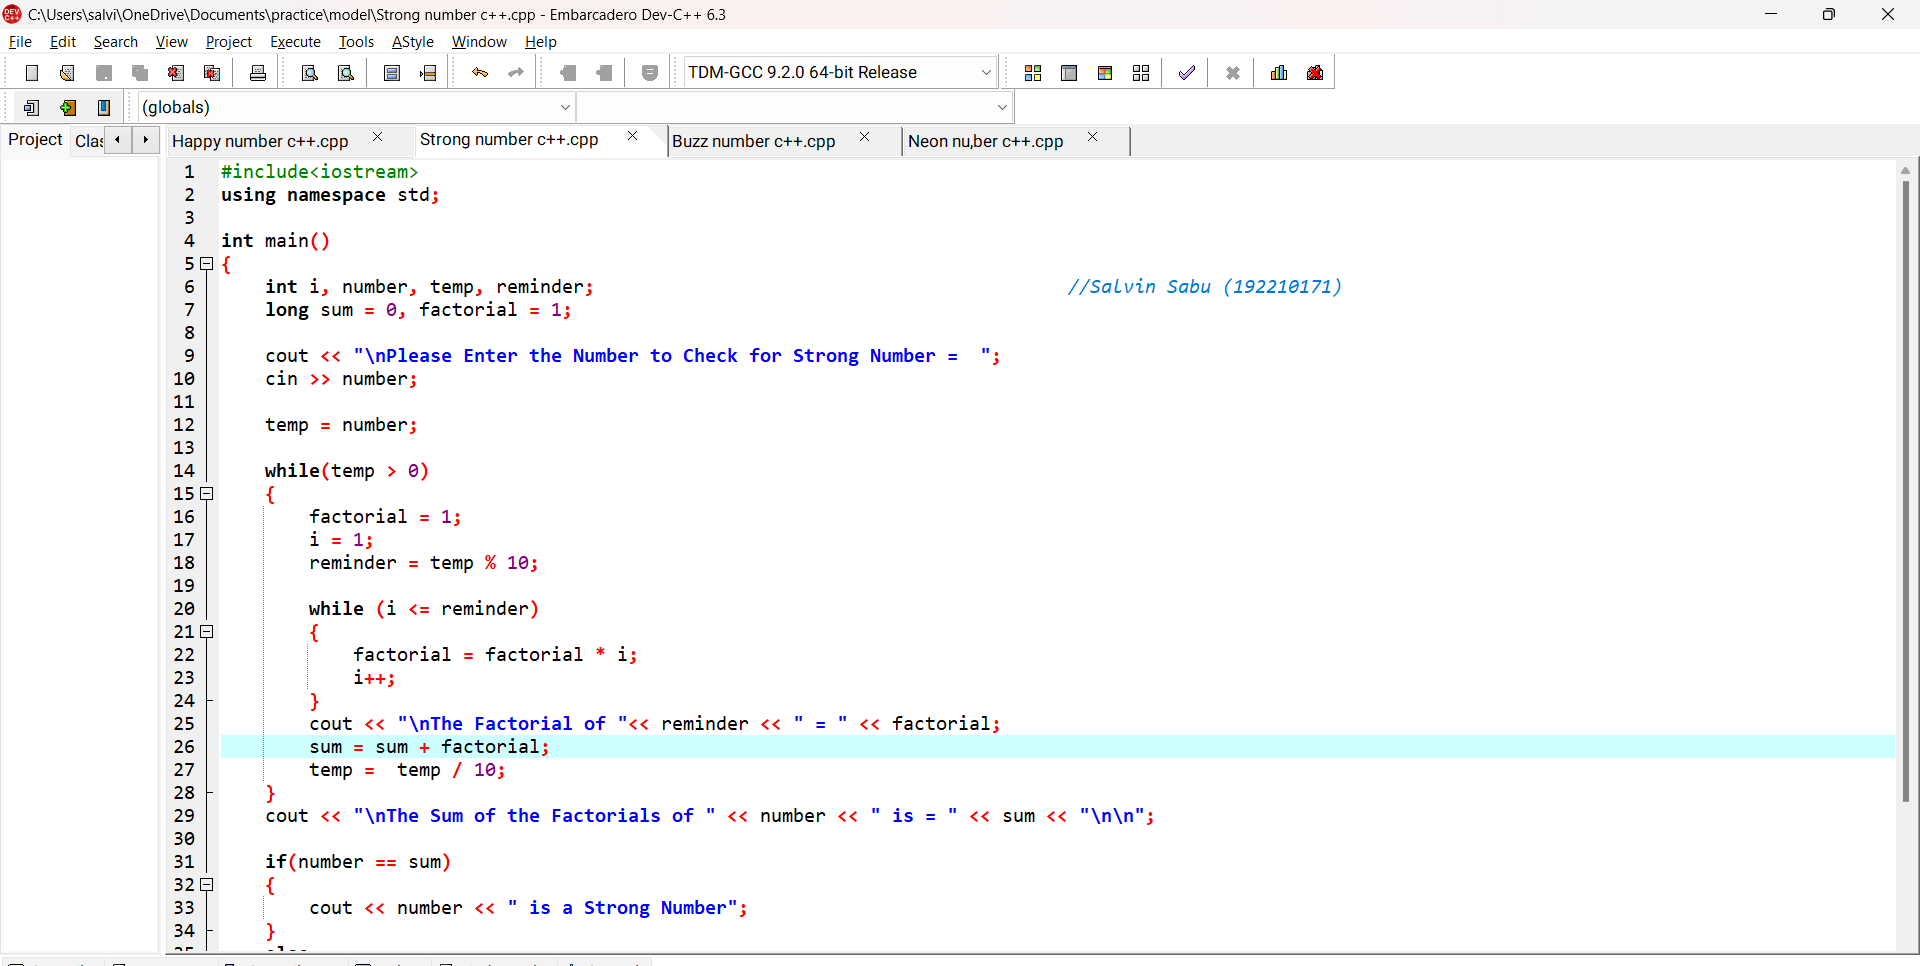 C:\Users\salvi\OneDrive\Documents\practice\model\Strong number c++.cpp - Embarcadero Dev-C++ 6.3
File Edit Search View Project Execute Tools AStyle Window Help
TDM-GCC 9.2.0 64-bit Release
(globals)
Project Clas Happy number c++.cpp Strong number c++.cpp Buzz number c++.cpp Neon nu,ber c++.cpp
1 #include<iostream>
2 using namespace std;
3
4 int main()
5 {
6 int i, number, temp, reminder; //Salvin Sabu (192210171)
7 long sum = 0, factorial = 1;
8
9 cout << "\nPlease Enter the Number to Check for Strong Number =  ";
10 cin >> number;
11
12 temp = number;
13
14 while(temp > 0)
15 {
16 factorial = 1;
17 i = 1;
18 reminder = temp % 10;
19
20 while (i <= reminder)
21 {
22 factorial = factorial * i;
23 i++;
24 }
25 cout << "\nThe Factorial of "<< reminder << " = " << factorial;
26 sum = sum + factorial;
27 temp =  temp / 10;
28 }
29 cout << "\nThe Sum of the Factorials of " << number << " is = " << sum << "\n\n";
30
31 if(number == sum)
32 {
33 cout << number << " is a Strong Number";
34 }